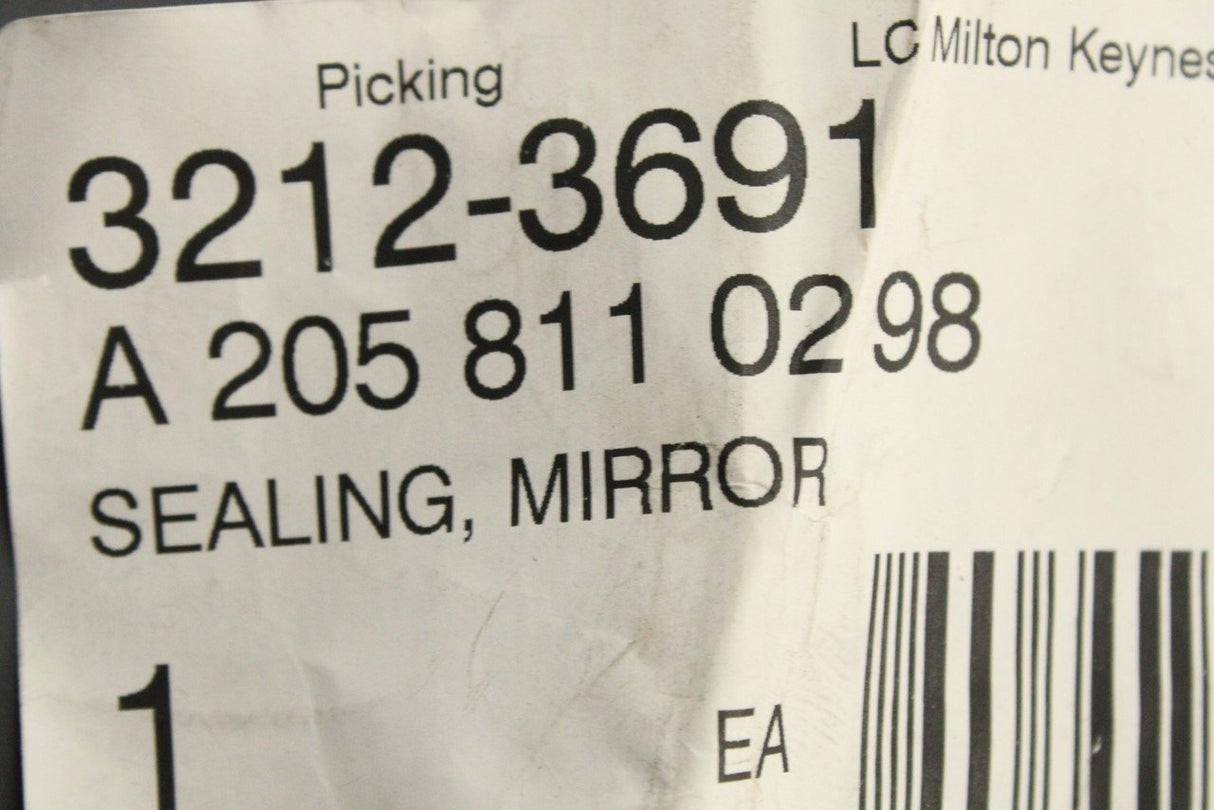 Picking LC Milton Keynes
3212-3691
A 205 811 02 98
SEALING, MIRROR
1 EA